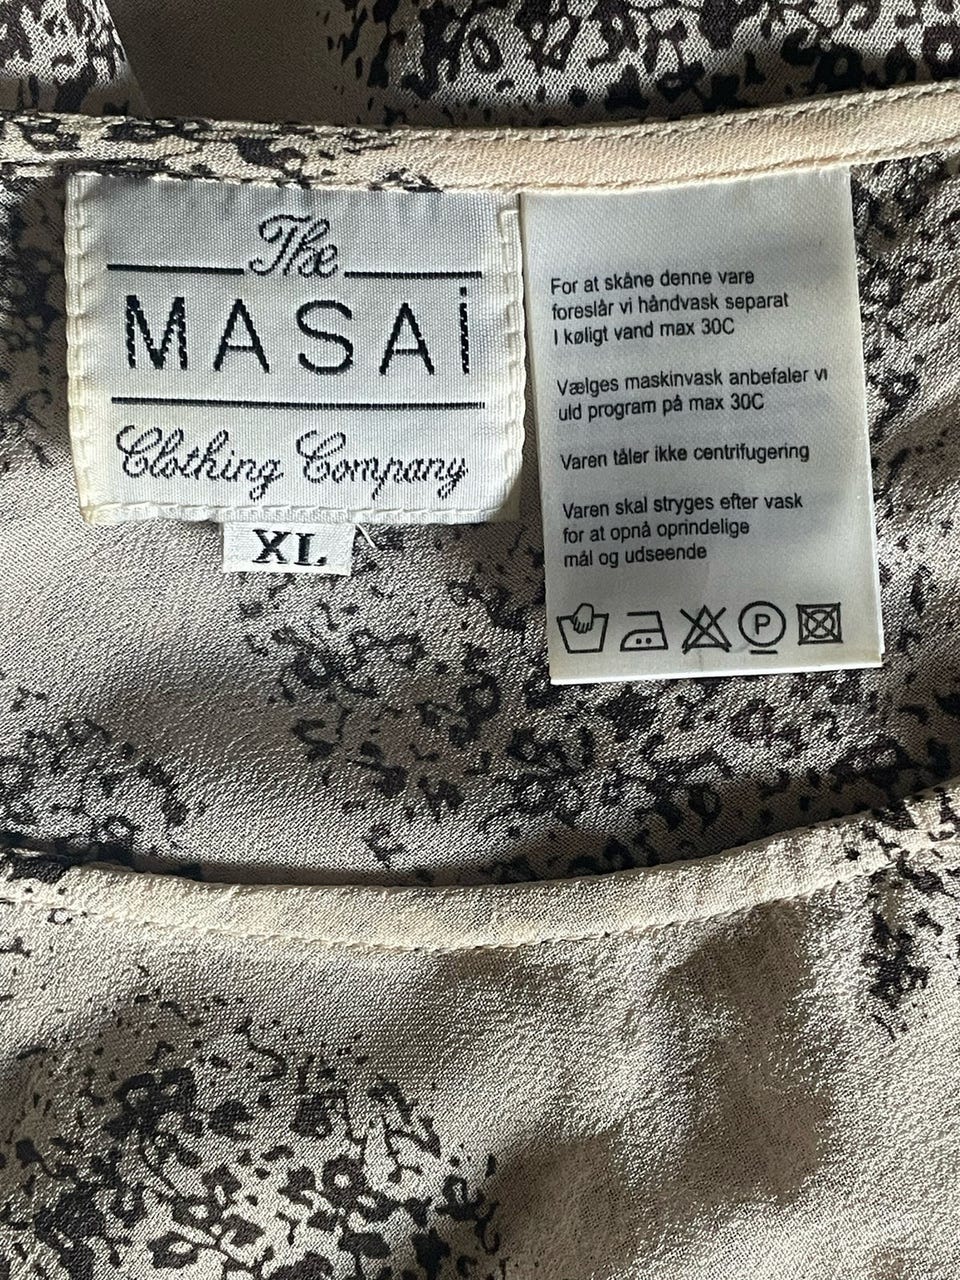 The
MASAi
Clothing Company
XL
For at skåne denne vare
foreslår vi håndvask separat
I køligt vand max 30C
Vælges maskinvask anbefaler vi
uld program på max 30C
Varen tåler ikke centrifugering
Varen skal stryges efter vask
for at opnå oprindelige
mål og udseende
P